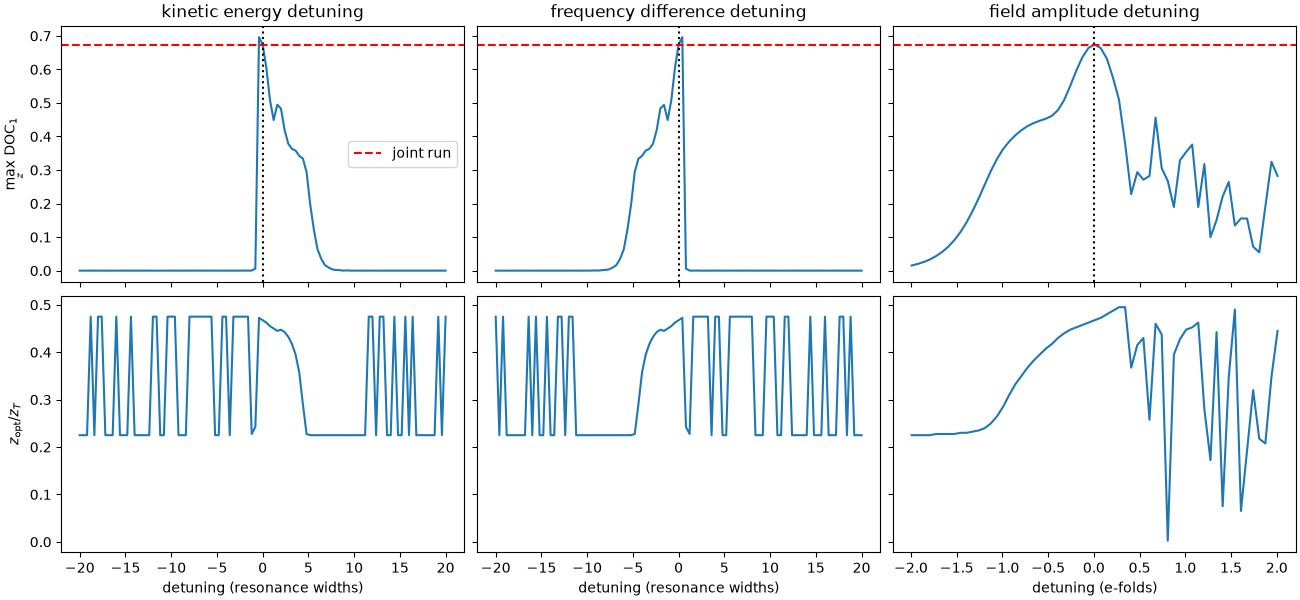 kinetic energy detuning
frequency difference detuning
field amplitude detuning
max DOC₁
z
0.7
0.6
0.5
0.4
0.3
0.2
0.1
0.0
joint run
z_opt/z_T
0.5
0.4
0.3
0.2
0.1
0.0
−20 −15 −10 −5 0 5 10 15 20
−20 −15 −10 −5 0 5 10 15 20
−2.0 −1.5 −1.0 −0.5 0.0 0.5 1.0 1.5 2.0
detuning (resonance widths)
detuning (resonance widths)
detuning (e-folds)